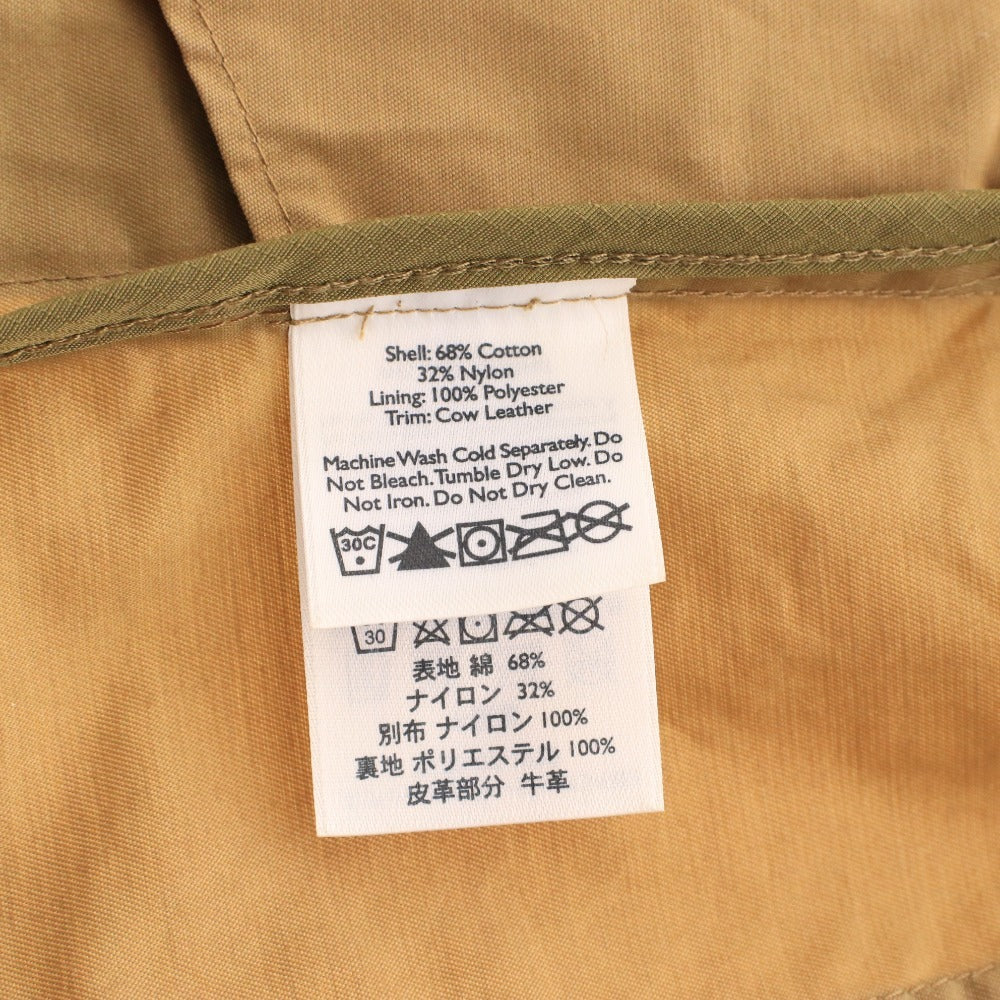 Shell: 68% Cotton
32% Nylon
Lining: 100% Polyester
Trim: Cow Leather
Machine Wash Cold Separately. Do
Not Bleach. Tumble Dry Low. Do
Not Iron. Do Not Dry Clean.
30C
30
表地 綿 68%
ナイロン 32%
別布 ナイロン 100%
裏地 ポリエステル 100%
皮革部分 牛革